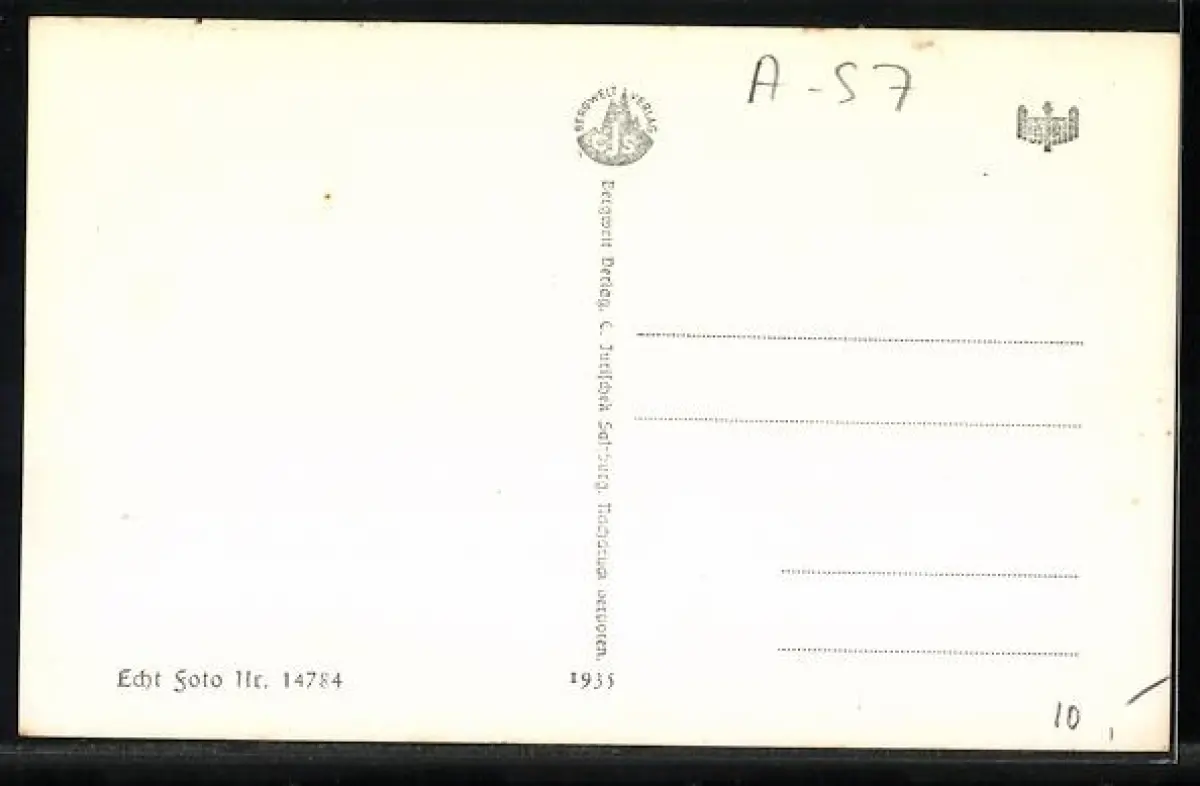 A-57
BERGWELT VERLAG
CJS
Bergwelt Verlag, C. Jurischek Salzburg. Nachdruck verboten.
Echt Foto Nr. 14784
1935
10